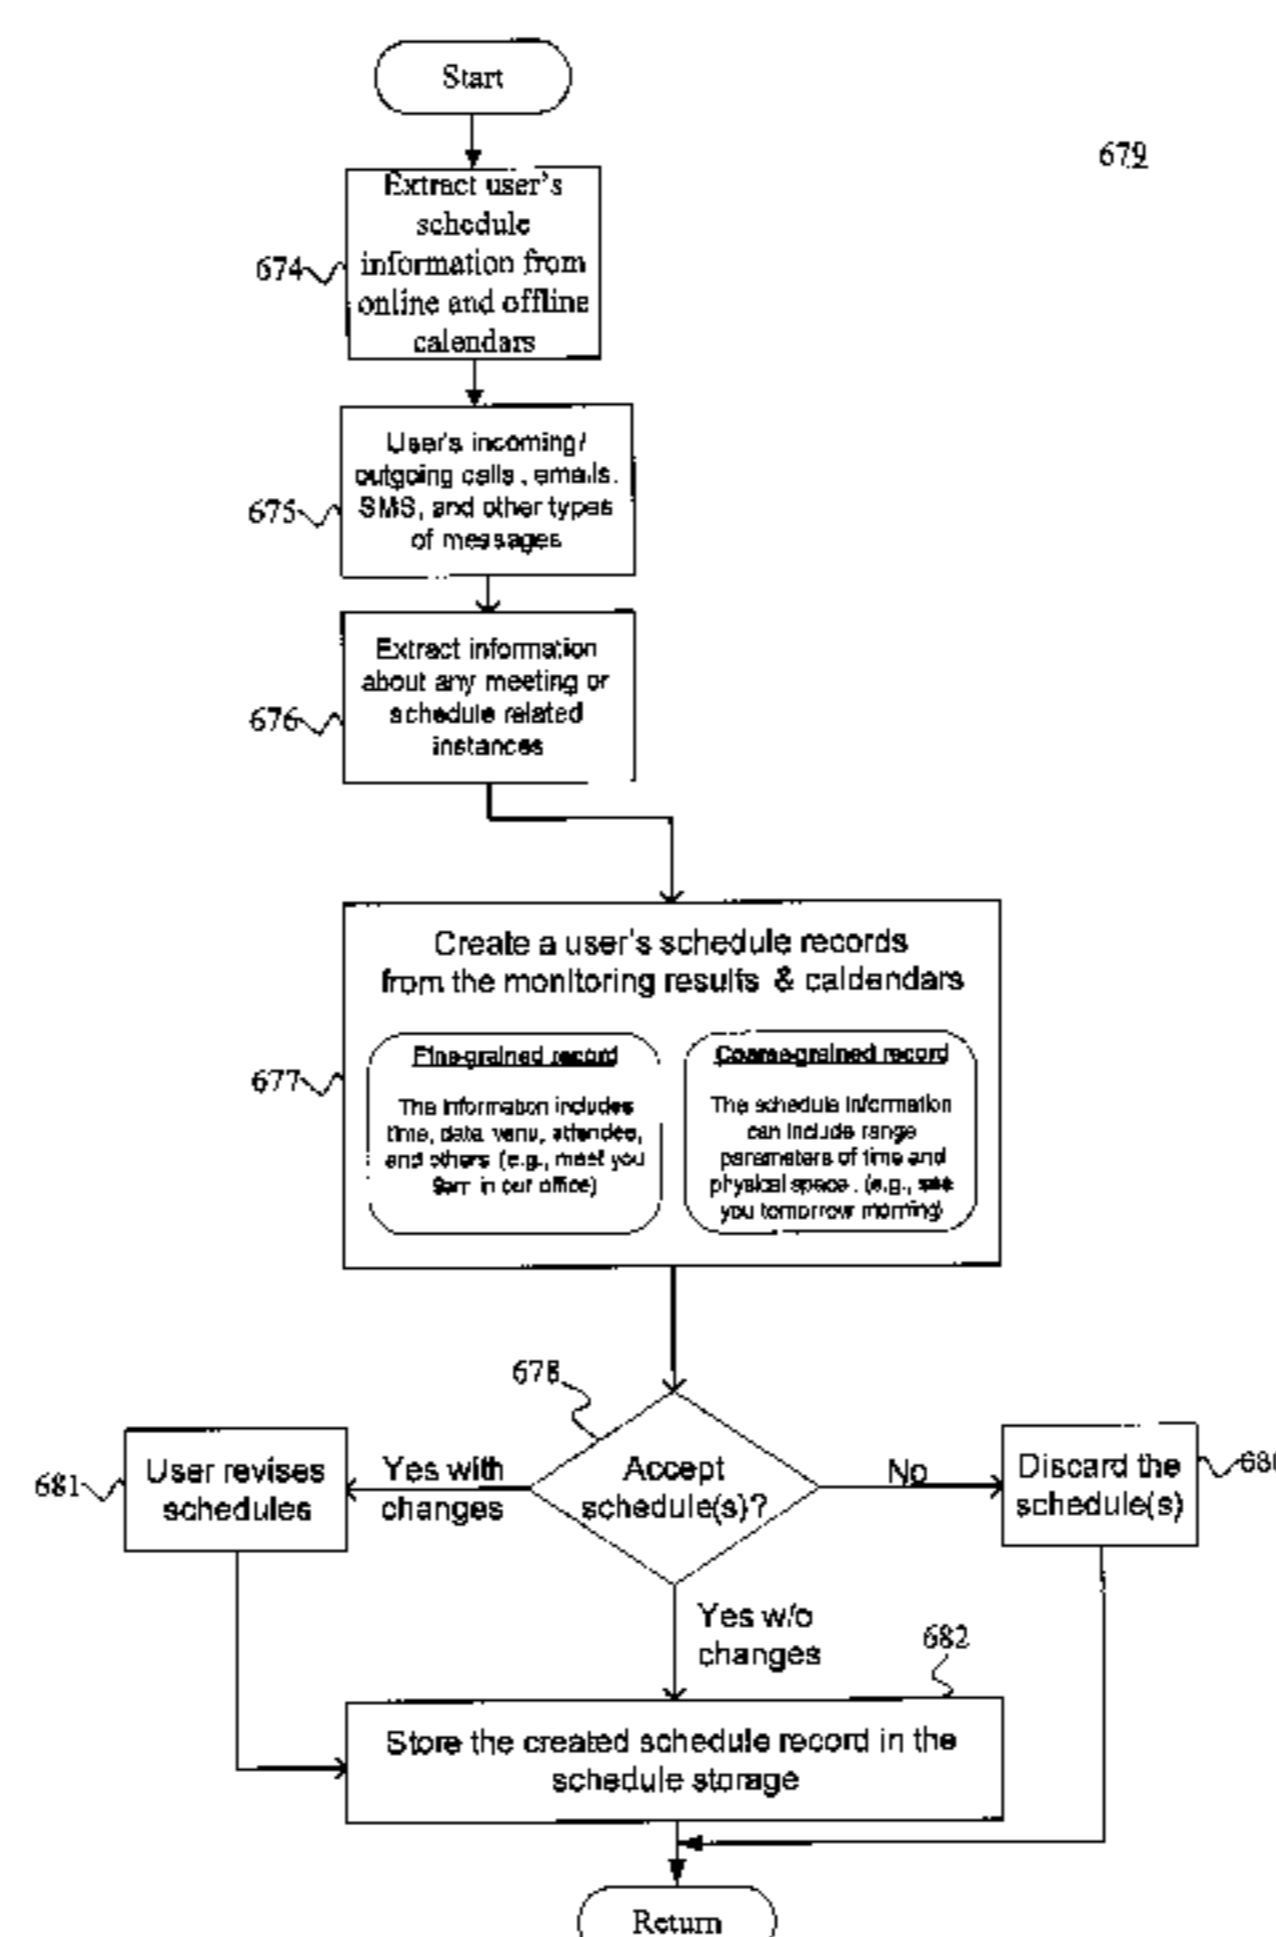 Start
679
Extract user's
schedule
information from
online and offline
calendars
674
User's incoming/
outgoing calls, emails,
SMS, and other types
of messages
675
Extract information
about any meeting or
schedule related
instances
676
Create a user's schedule records
from the monitoring results & caldendars
677
Fine-grained record
The information includes
time, data, venu, attendee,
and others (e.g., meet you
9am in our office)
Coarse-grained record
The schedule information
can include range
parameters of time and
physical space. (e.g., see
you tomorrow morning)
678
Accept
schedule(s)?
Yes with
changes
No
User revises
schedules
681
Discard the
schedule(s)
Yes w/o
changes
682
Store the created schedule record in the
schedule storage
Return